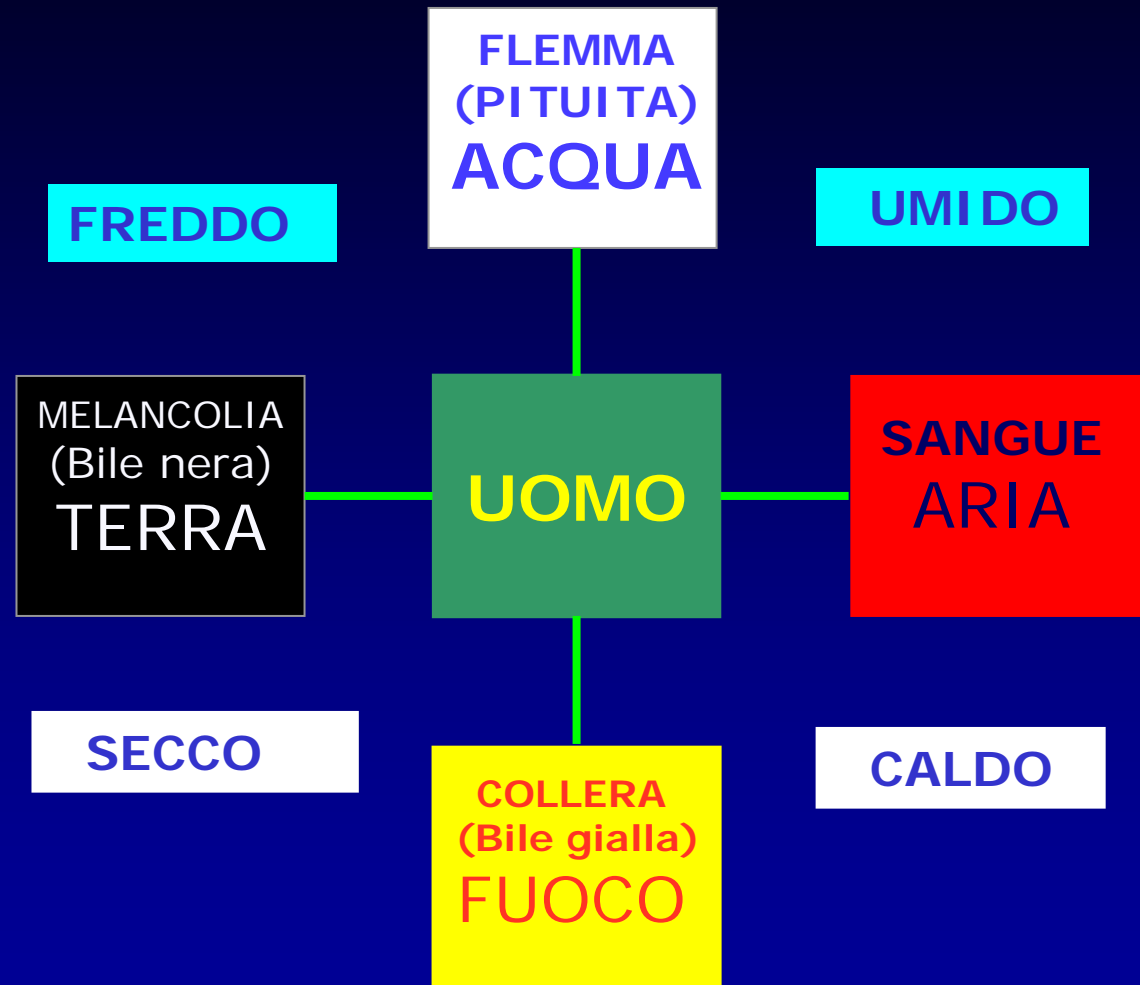 FLEMMA
(PITUITA)
ACQUA
FREDDO
UMIDO
MELANCOLIA
(Bile nera)
TERRA
UOMO
SANGUE
ARIA
SECCO
CALDO
COLLERA
(Bile gialla)
FUOCO